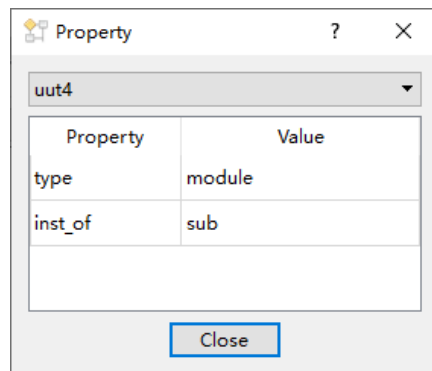 Property ?
uut4
Property Value
type module
inst_of sub
Close